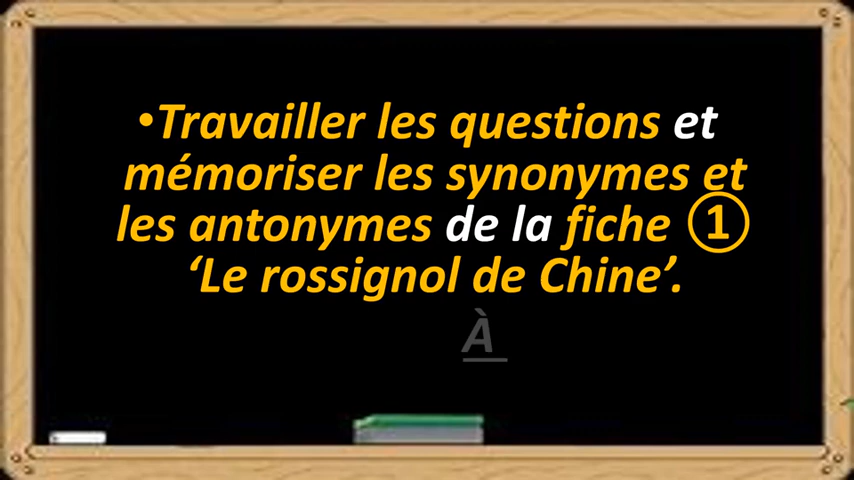 •Travailler les questions et
mémoriser les synonymes et
les antonymes de la fiche ①
‘Le rossignol de Chine’.
À